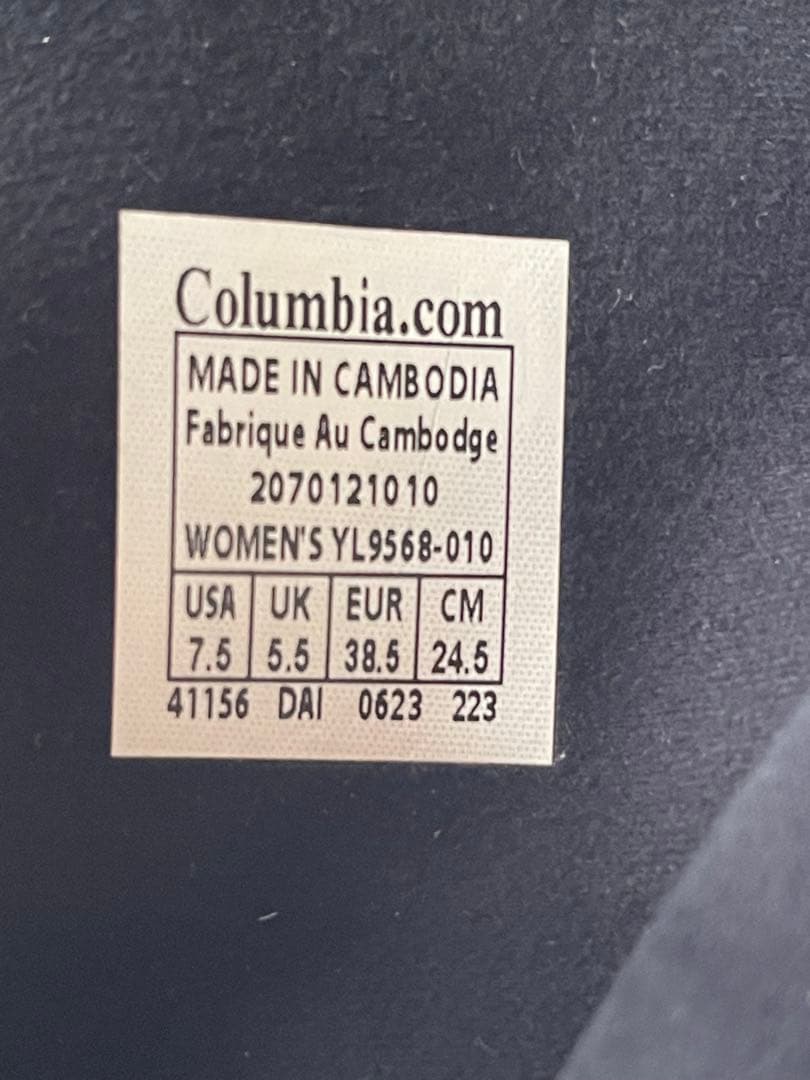 Columbia.com
MADE IN CAMBODIA
Fabrique Au Cambodge
2070121010
WOMEN'S YL9568-010
USA UK EUR CM
7.5 5.5 38.5 24.5
41156 DAI 0623 223